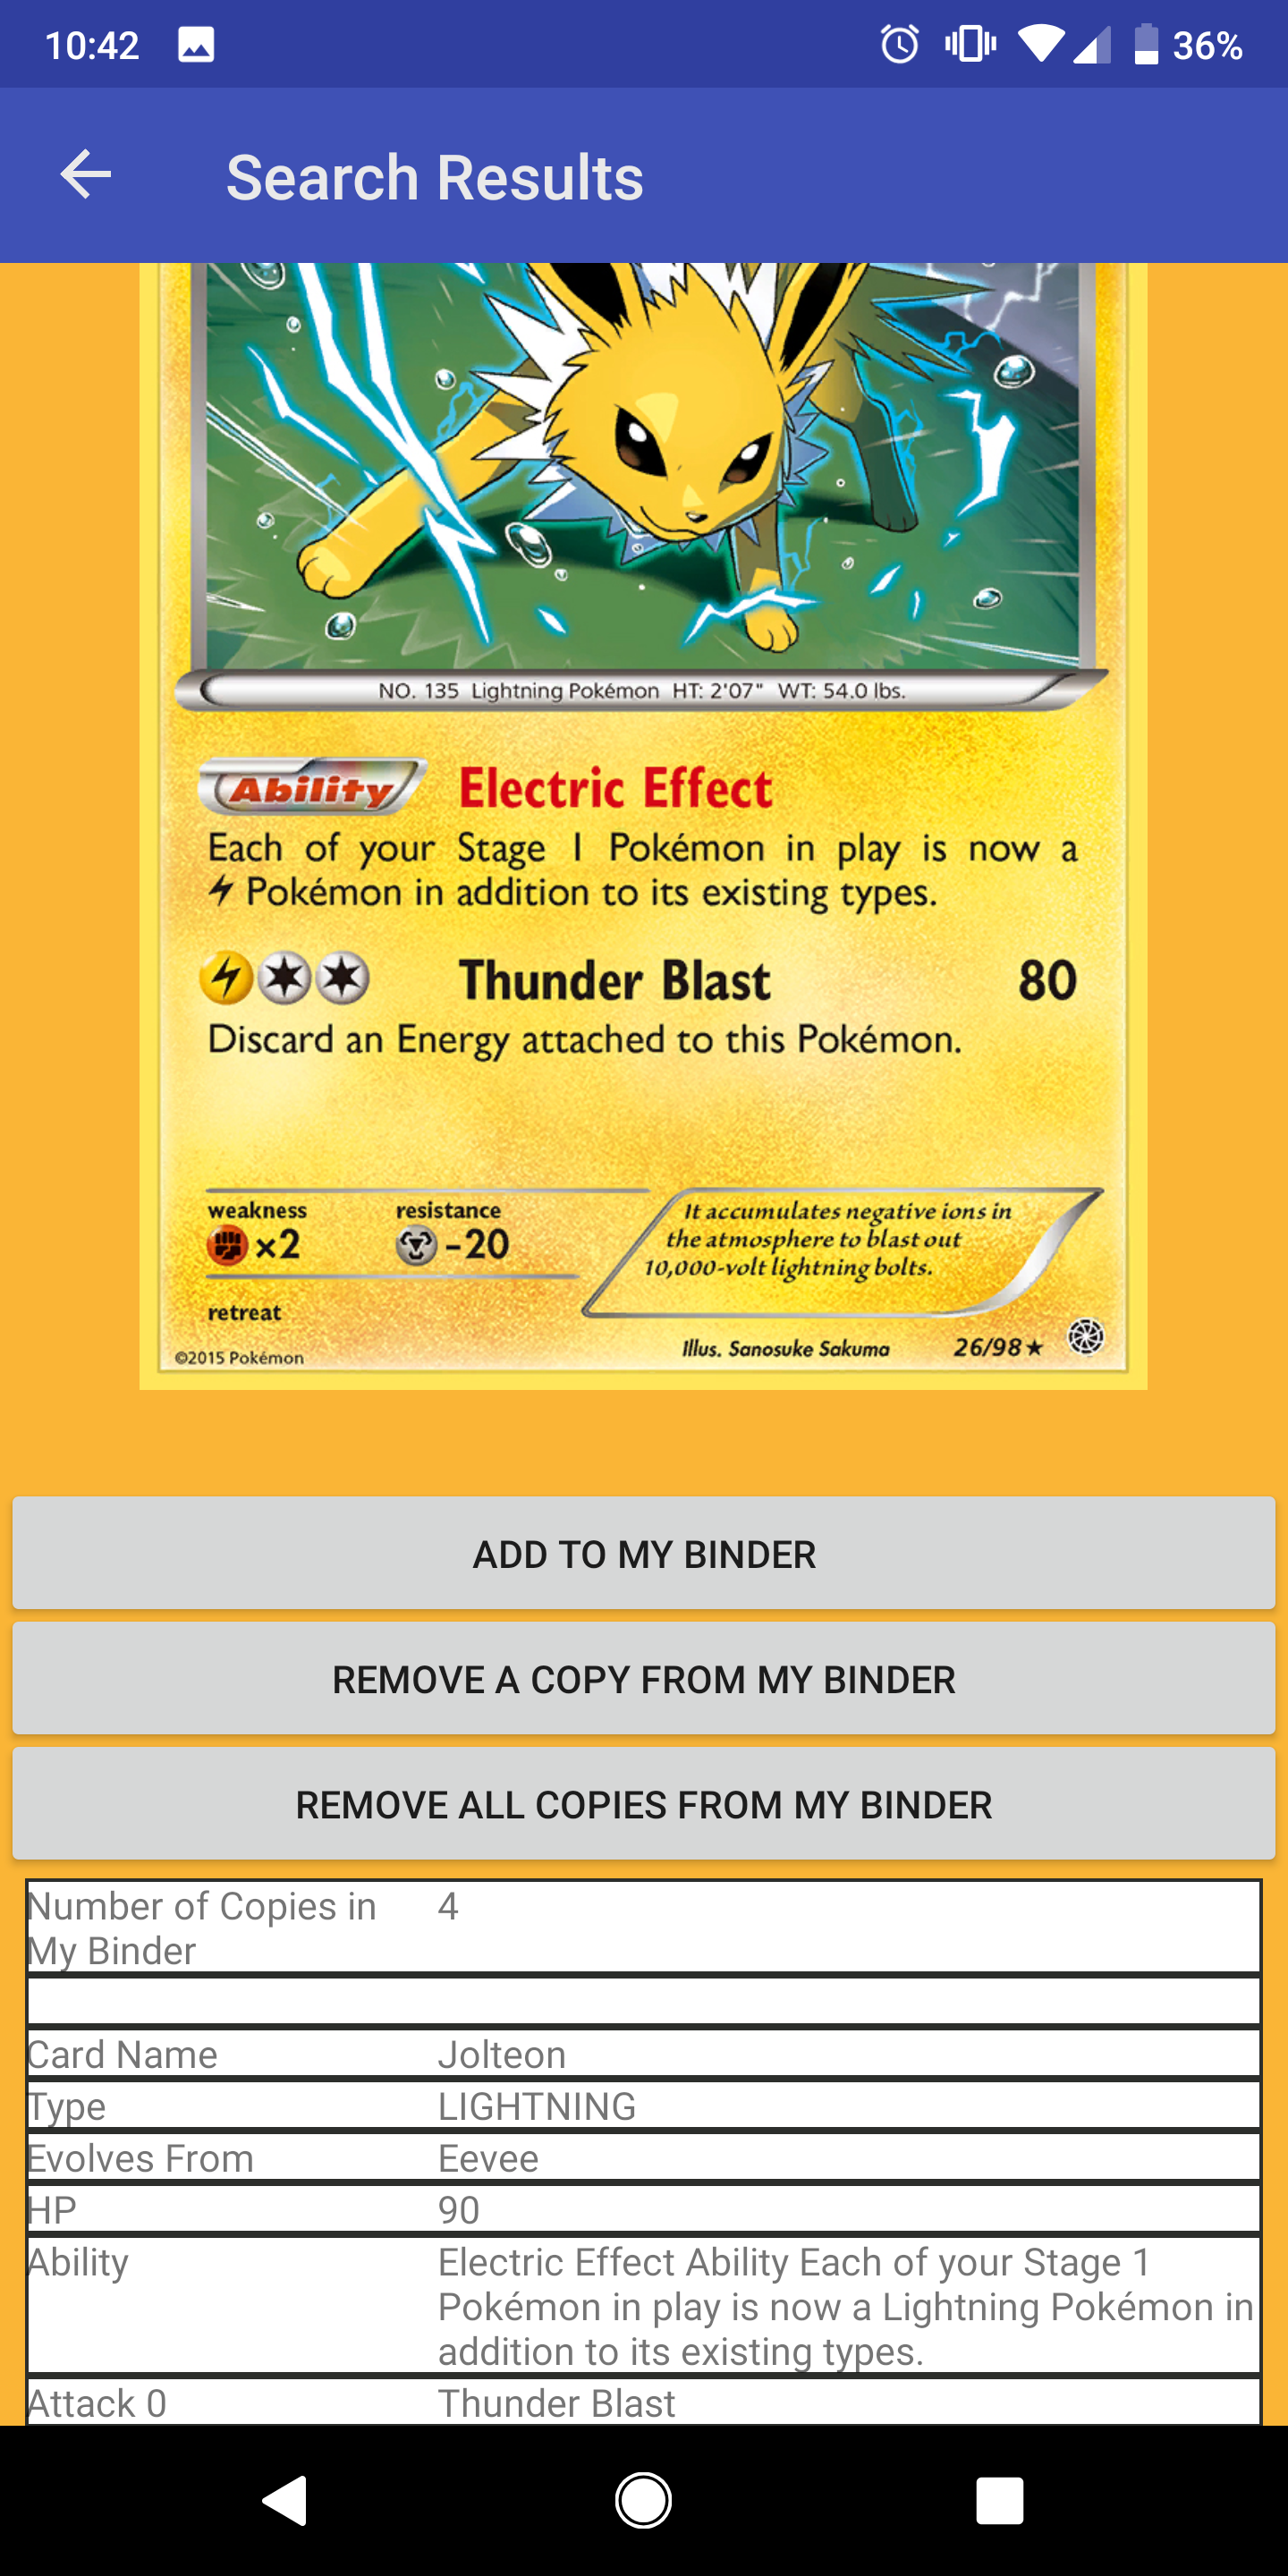 10:42
36%
Search Results
NO. 135 Lightning Pokémon HT: 2'07" WT: 54.0 lbs.
Ability Electric Effect
Each of your Stage 1 Pokémon in play is now a
Pokémon in addition to its existing types.
Thunder Blast 80
Discard an Energy attached to this Pokémon.
weakness resistance
×2 -20
It accumulates negative ions in
the atmosphere to blast out
10,000-volt lightning bolts.
retreat
©2015 Pokémon
Illus. Sanosuke Sakuma 26/98★
ADD TO MY BINDER
REMOVE A COPY FROM MY BINDER
REMOVE ALL COPIES FROM MY BINDER
Number of Copies in 4
My Binder
Card Name Jolteon
Type LIGHTNING
Evolves From Eevee
HP 90
Ability Electric Effect Ability Each of your Stage 1
Pokémon in play is now a Lightning Pokémon in
addition to its existing types.
Attack 0 Thunder Blast